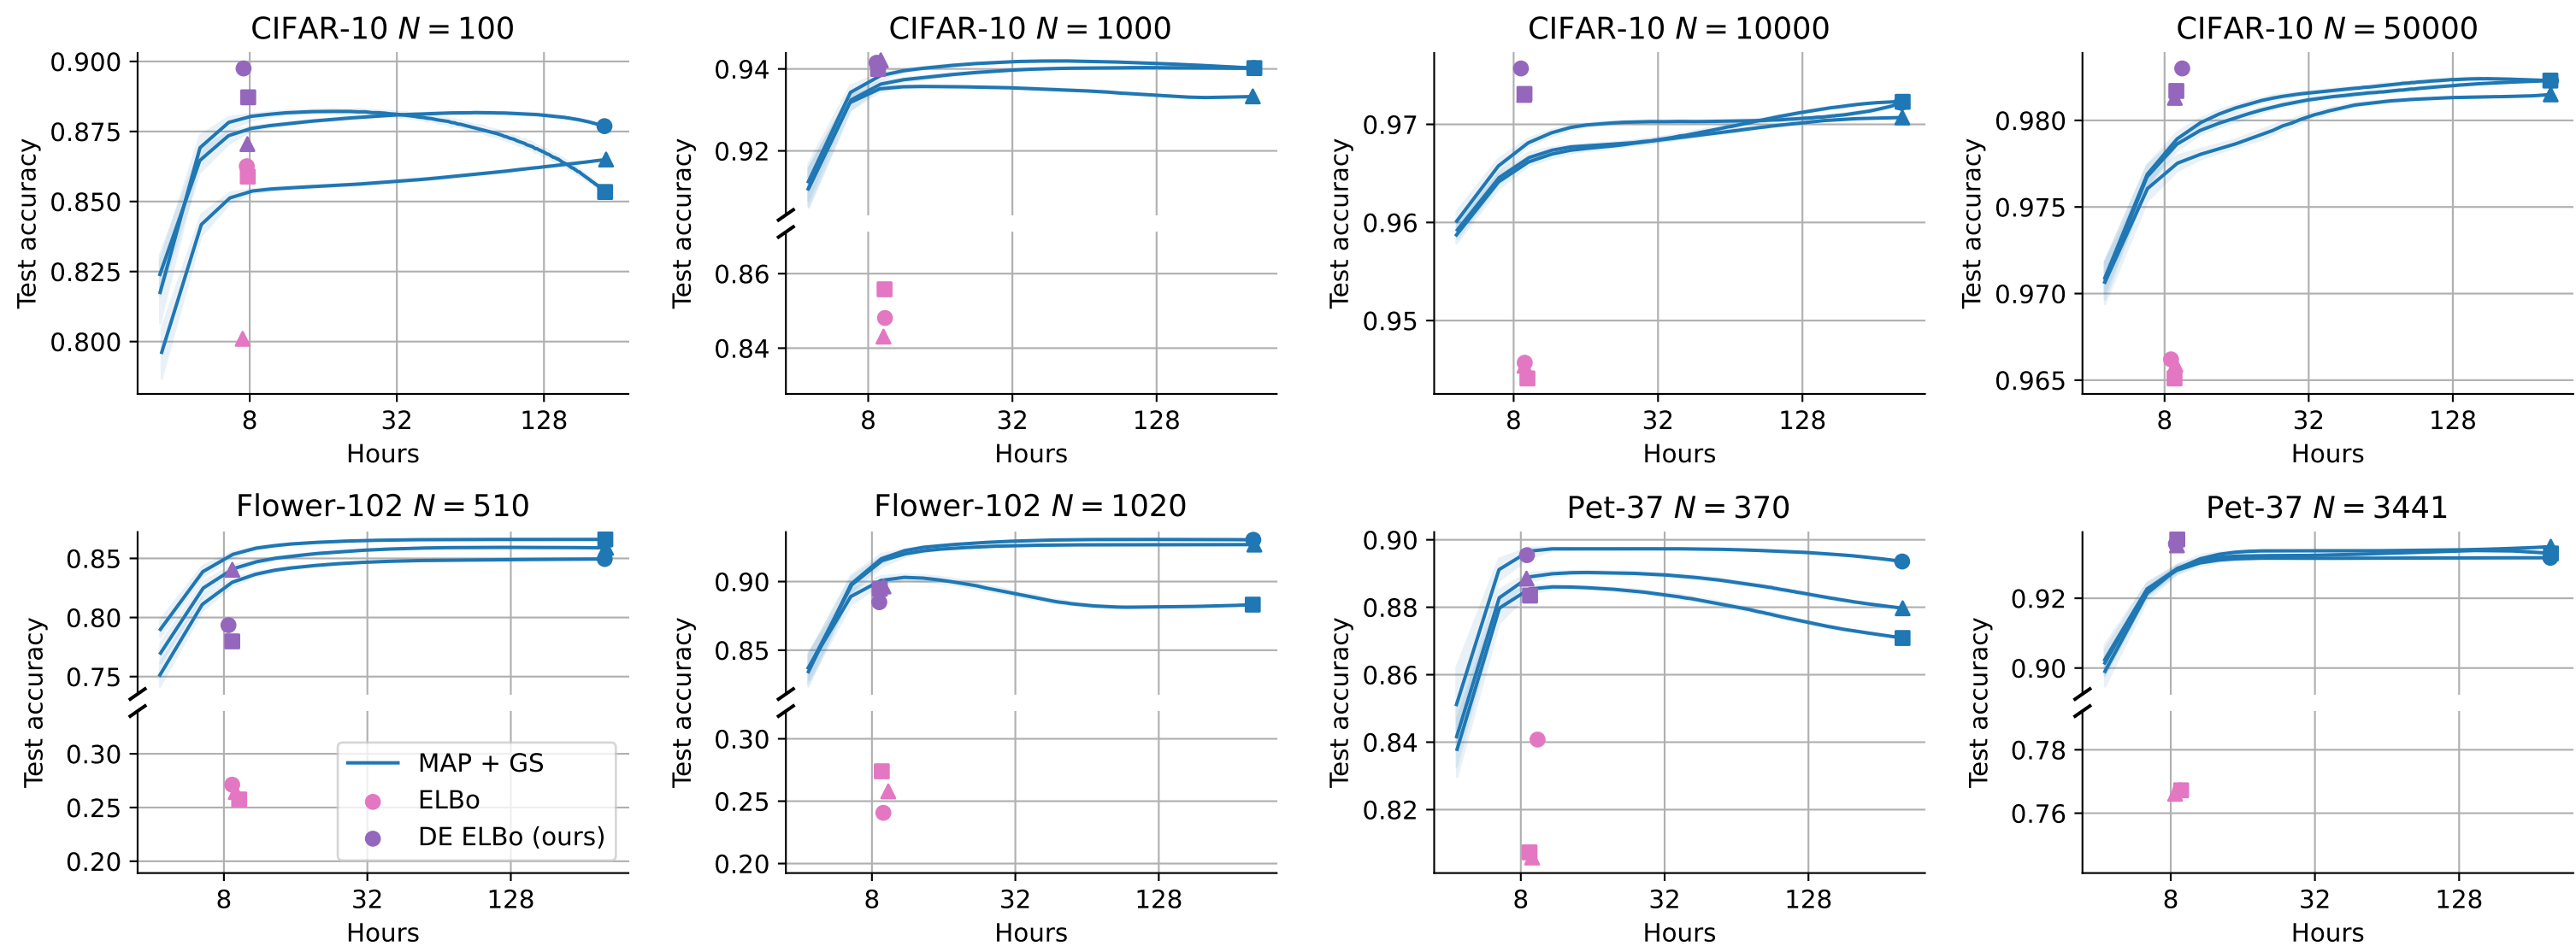 CIFAR-10 N = 100
Test accuracy
0.900
0.875
0.850
0.825
0.800
8 32 128
Hours
CIFAR-10 N = 1000
Test accuracy
0.94
0.92
0.86
0.84
8 32 128
Hours
CIFAR-10 N = 10000
Test accuracy
0.97
0.96
0.95
8 32 128
Hours
CIFAR-10 N = 50000
Test accuracy
0.980
0.975
0.970
0.965
8 32 128
Hours
Flower-102 N = 510
Test accuracy
0.85
0.80
0.75
0.30
0.25
0.20
MAP + GS
ELBo
DE ELBo (ours)
8 32 128
Hours
Flower-102 N = 1020
Test accuracy
0.90
0.85
0.30
0.25
0.20
8 32 128
Hours
Pet-37 N = 370
Test accuracy
0.90
0.88
0.86
0.84
0.82
8 32 128
Hours
Pet-37 N = 3441
Test accuracy
0.92
0.90
0.78
0.76
8 32 128
Hours